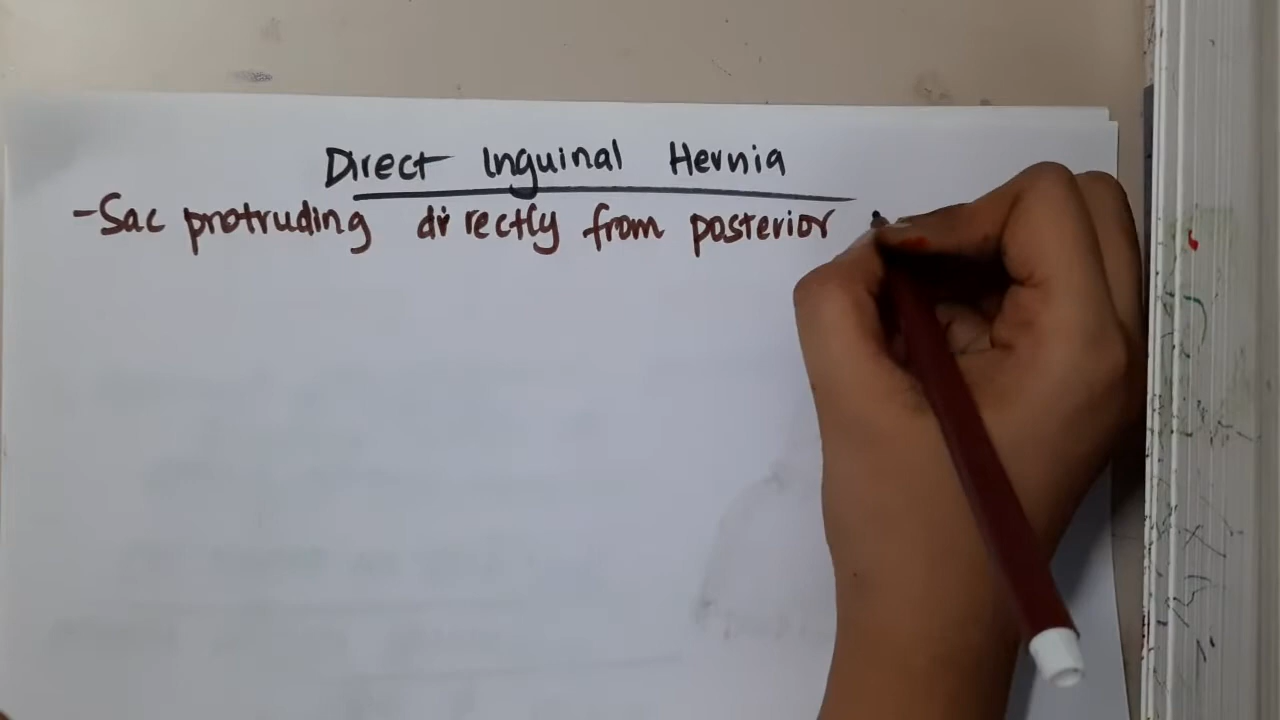 Direct Inguinal Hernia
-Sac protruding directly from posterior